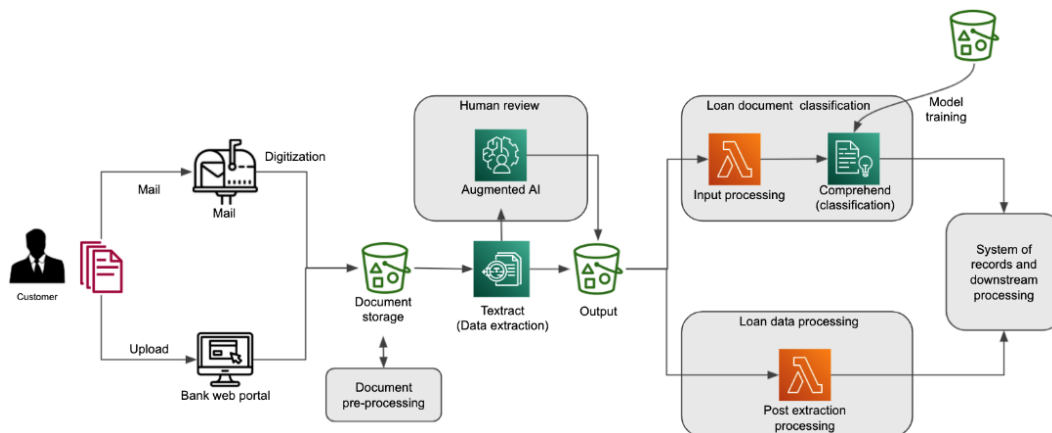 Human review
Loan document classification
Model
training
Digitization
Mail
Mail
Augmented AI
Input processing
Comprehend
(classification)
Customer
Document
storage
Textract
(Data extraction)
Output
System of
records and
downstream
processing
Upload
Bank web portal
Document
pre-processing
Loan data processing
Post extraction
processing